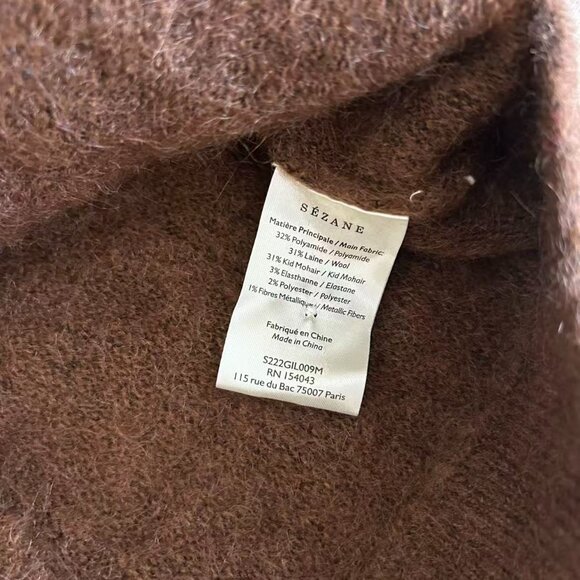 SÉZANE
Matière Principale / Main Fabric:
32% Polyamide / Polyamide
31% Laine / Wool
31% Kid Mohair / Kid Mohair
3% Elasthanne / Elastane
2% Polyester / Polyester
1% Fibres Métalliques / Metallic Fibers
Fabriqué en Chine
Made in China
S222GIL009M
RN 154043
115 rue du Bac 75007 Paris